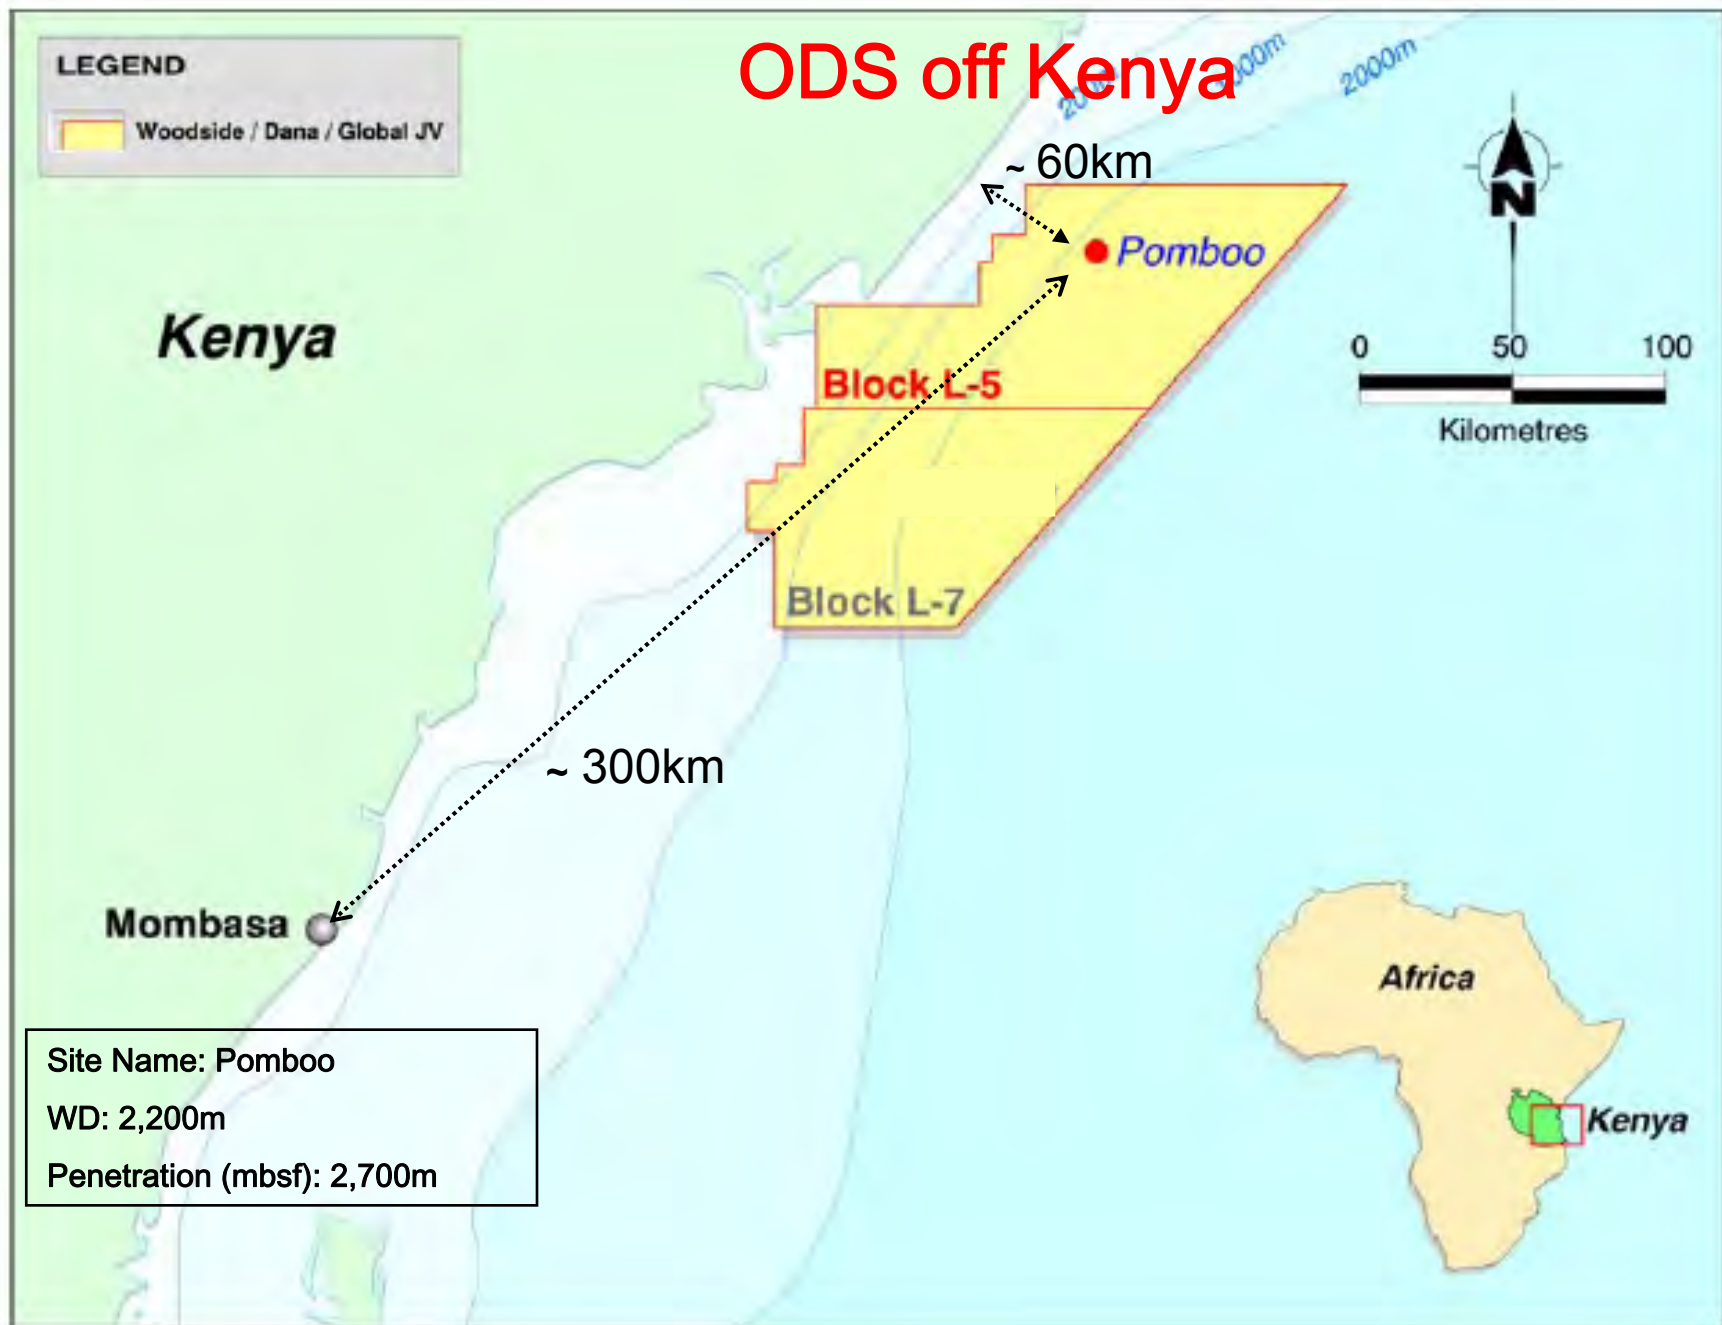 LEGEND
Woodside / Dana / Global JV
ODS off Kenya
2000m
~ 60km
Pomboo
N
Kenya
0 50 100
Kilometres
Block L-5
Block L-7
~ 300km
Mombasa
Africa
Kenya
Site Name: Pomboo
WD: 2,200m
Penetration (mbsf): 2,700m